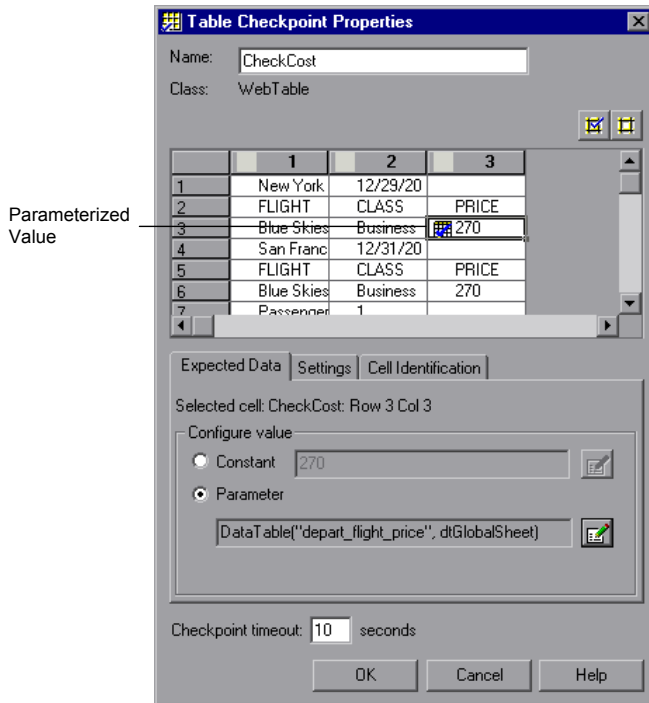 Table Checkpoint Properties
Name: CheckCost
Class: WebTable
1 2 3
1 New York 12/29/20
2 FLIGHT CLASS PRICE
Parameterized Value
3 Blue Skies Business 270
4 San Franc 12/31/20
5 FLIGHT CLASS PRICE
6 Blue Skies Business 270
7 Passenger 1
Expected Data Settings Cell Identification
Selected cell: CheckCost: Row 3 Col 3
Configure value
Constant 270
Parameter
DataTable("depart_flight_price", dtGlobalSheet)
Checkpoint timeout: 10 seconds
OK Cancel Help